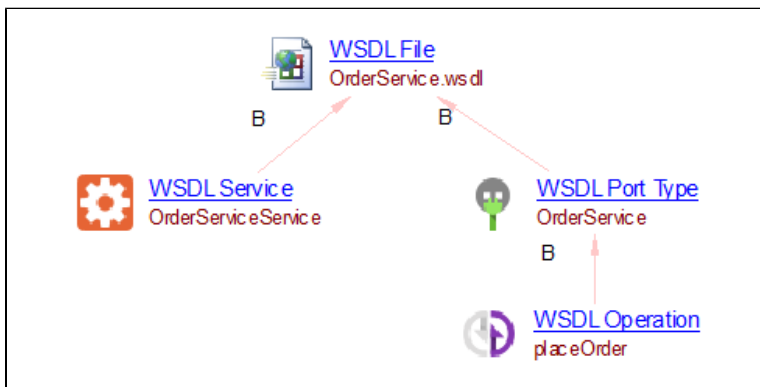 WSDL File
OrderService.wsdl
B
B
WSDL Service
OrderServiceService
WSDL Port Type
OrderService
B
WSDL Operation
placeOrder